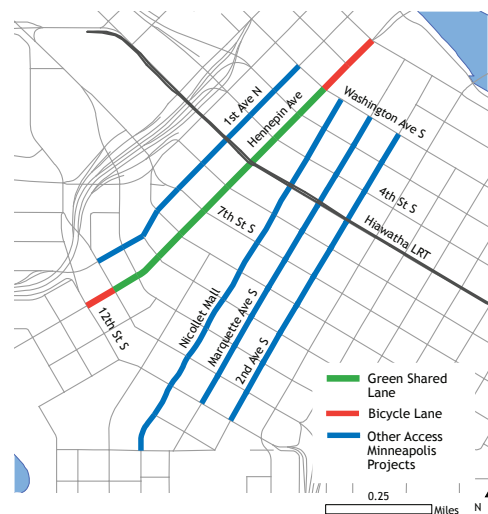 1st Ave N
Hennepin Ave
Washington Ave S
4th St S
7th St S
Hiawatha LRT
Nicollet Mall
Marquette Ave S
2nd Ave S
12th St S
Green Shared
Lane
Bicycle Lane
Other Access
Minneapolis
Projects
0.25
Miles
N